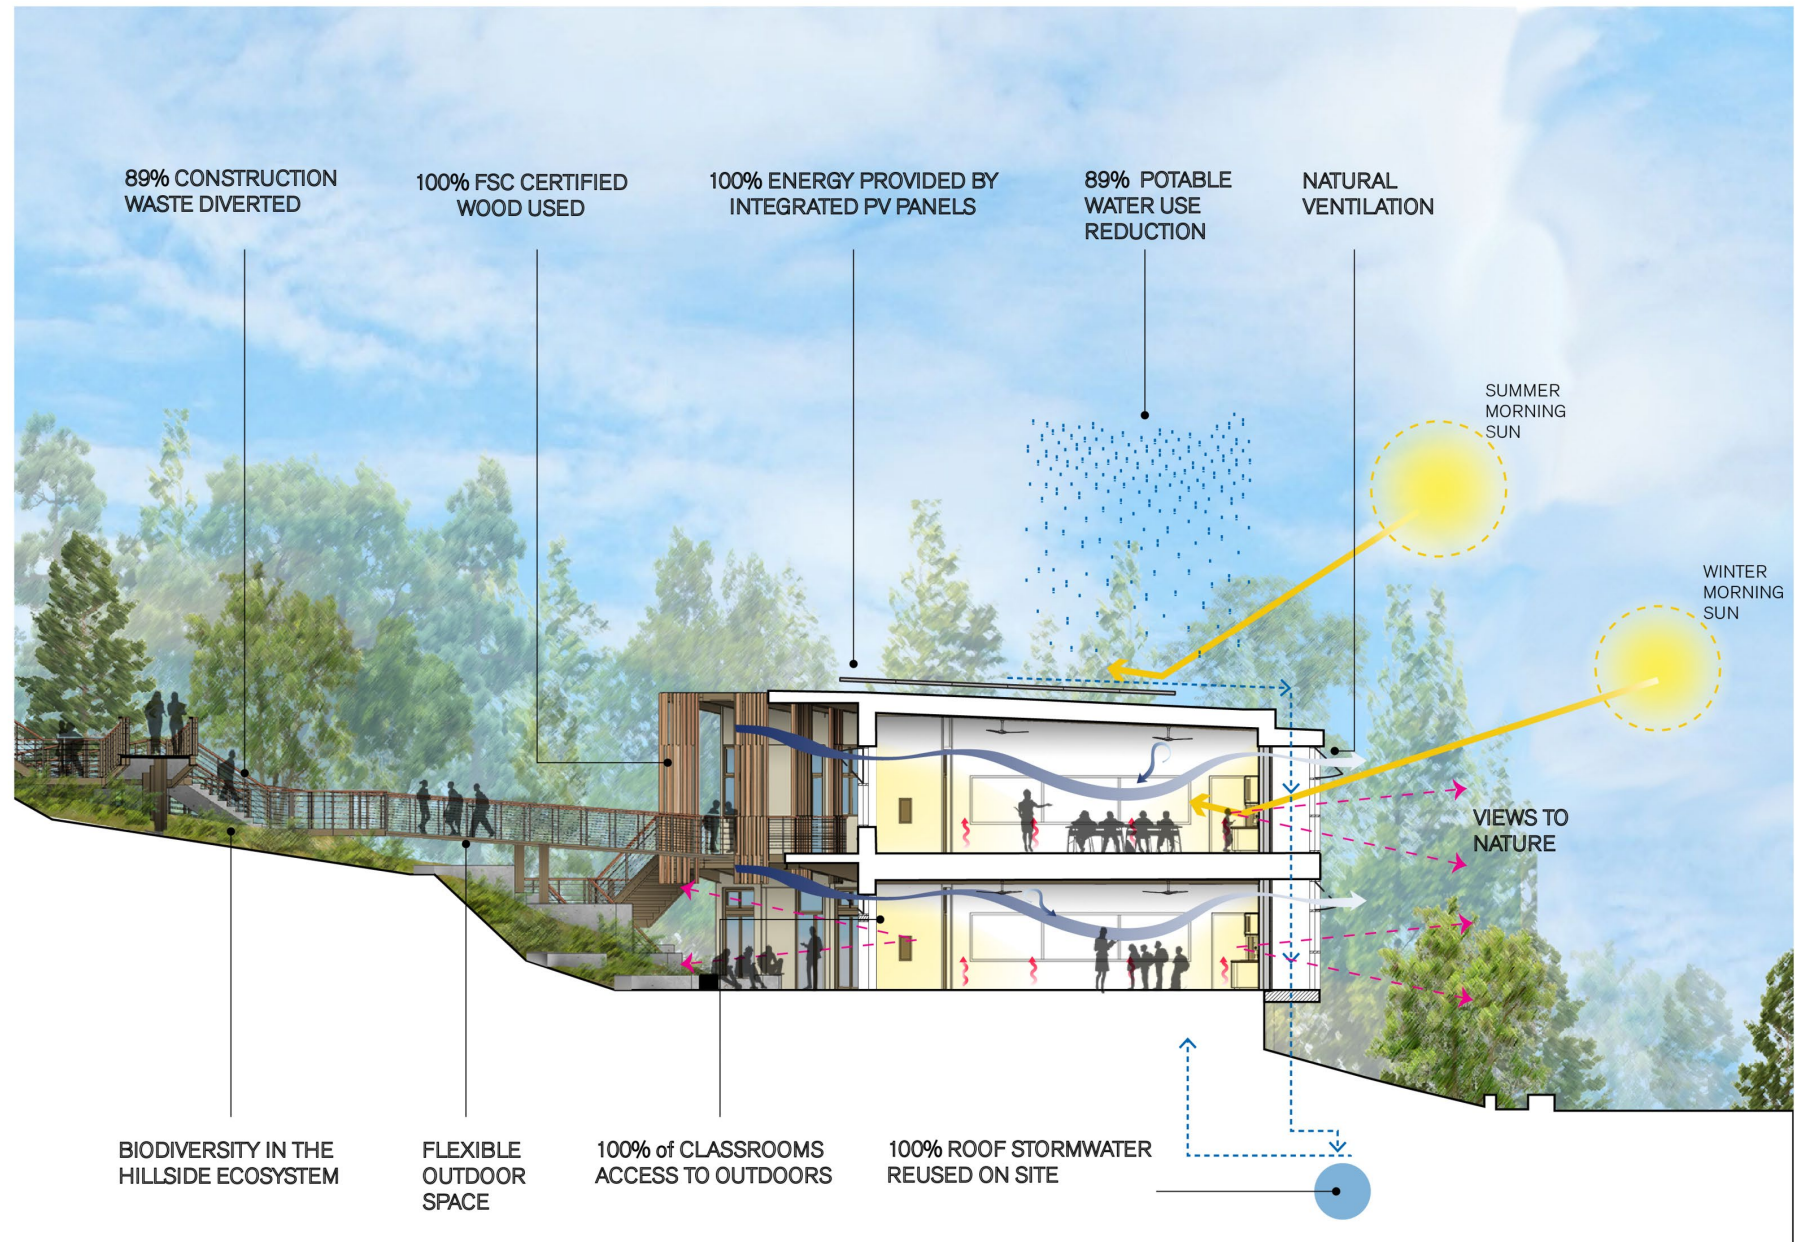 89% CONSTRUCTION
WASTE DIVERTED
100% FSC CERTIFIED
WOOD USED
100% ENERGY PROVIDED BY
INTEGRATED PV PANELS
89% POTABLE
WATER USE
REDUCTION
NATURAL
VENTILATION
SUMMER
MORNING
SUN
WINTER
MORNING
SUN
VIEWS TO
NATURE
BIODIVERSITY IN THE
HILLSIDE ECOSYSTEM
FLEXIBLE
OUTDOOR
SPACE
100% of CLASSROOMS
ACCESS TO OUTDOORS
100% ROOF STORMWATER
REUSED ON SITE